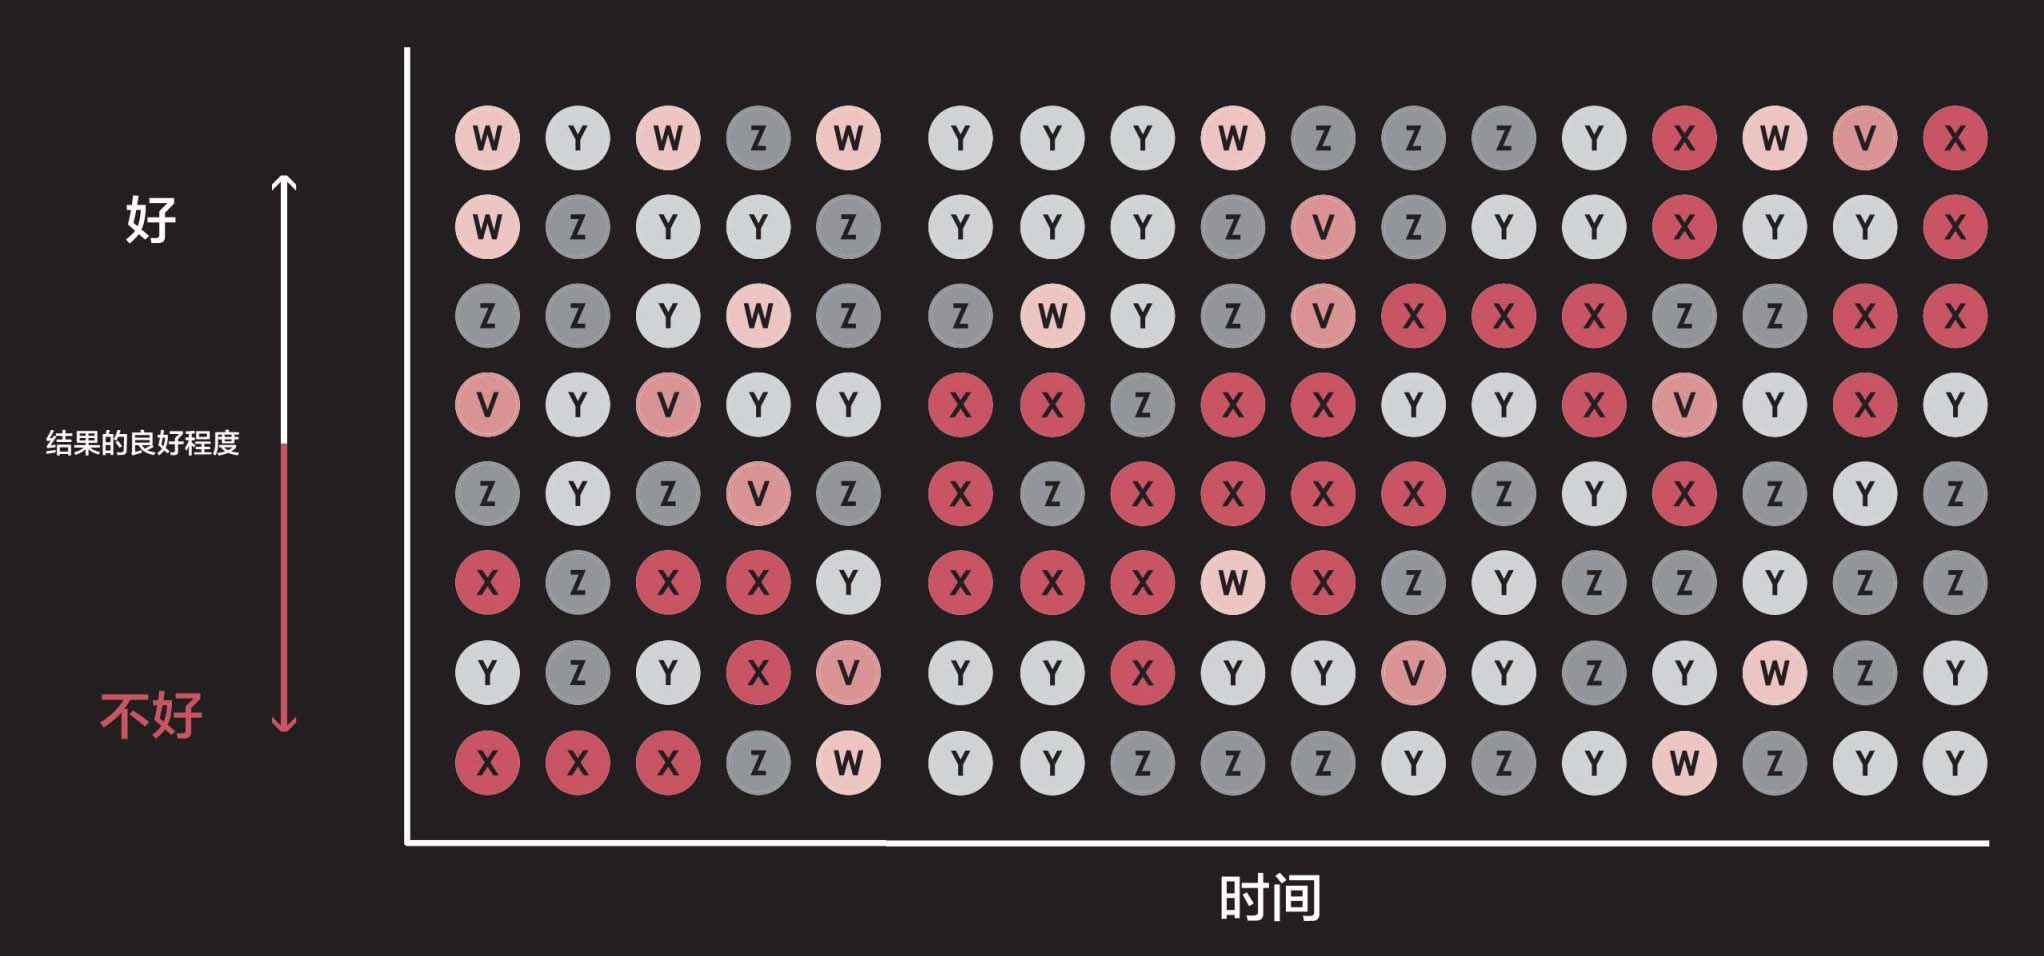 W Y W Z W Y Y Y W Z Z Z Y X W V X
好
W Z Y Y Z Y Y Y Z V Z Y Y X Y Y X
Z Z Y W Z Z W Y Z V X X X Z Z X X
V Y V Y Y X X Z X X Y Y X V Y X Y
结果的良好程度
Z Y Z V Z X Z X X X X Z Y X Z Y Z
X Z X X Y X X X W X Z Y Z Z Y Z Z
Y Z Y X V Y Y X Y Y V Y Z Y W Z Y
不好
X X X Z W Y Y Z Z Z Y Z Y W Z Y Y
时间